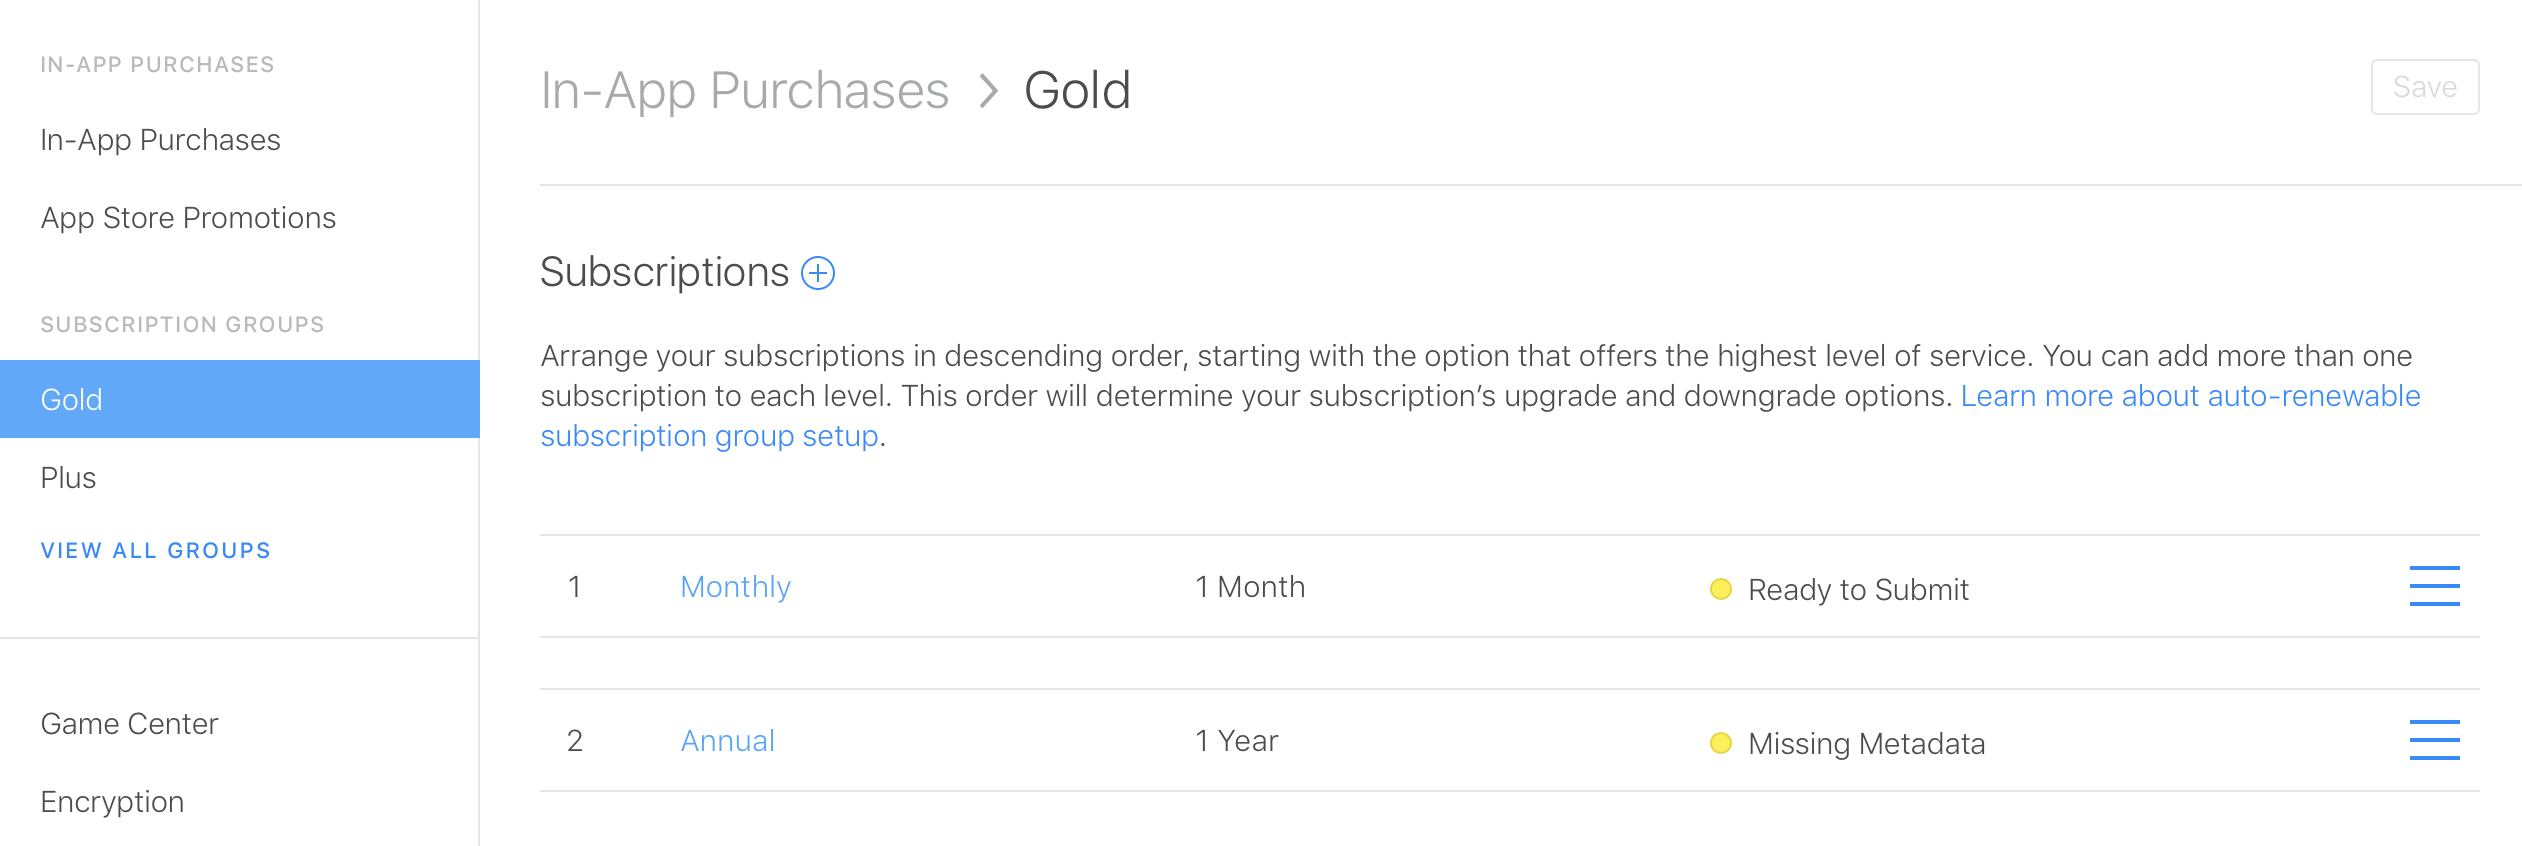 IN-APP PURCHASES
In-App Purchases
App Store Promotions
SUBSCRIPTION GROUPS
Gold
Plus
VIEW ALL GROUPS
Game Center
Encryption
In-App Purchases > Gold
Save
Subscriptions
Arrange your subscriptions in descending order, starting with the option that offers the highest level of service. You can add more than one
subscription to each level. This order will determine your subscription’s upgrade and downgrade options. Learn more about auto-renewable
subscription group setup.
1 Monthly 1 Month Ready to Submit
2 Annual 1 Year Missing Metadata